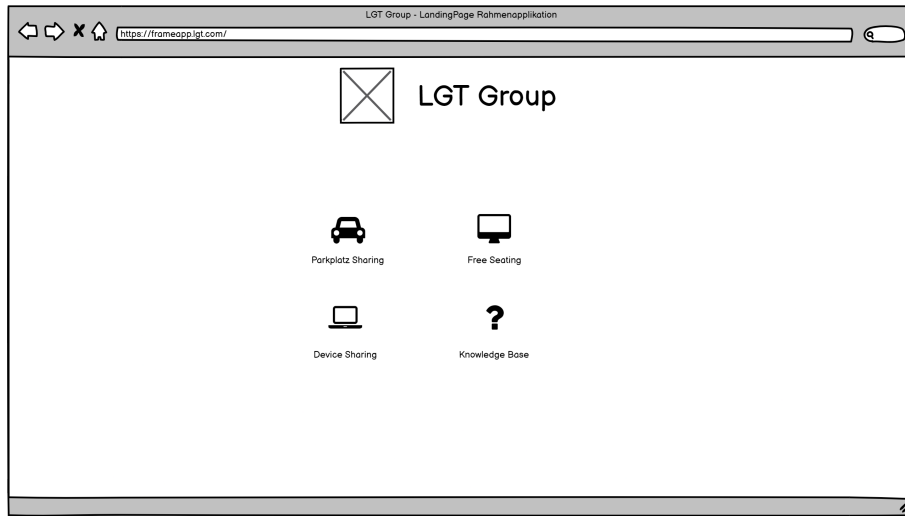 LGT Group - LandingPage Rahmenapplikation
https://frameapp.lgt.com/
LGT Group
Parkplatz Sharing
Free Seating
Device Sharing
Knowledge Base